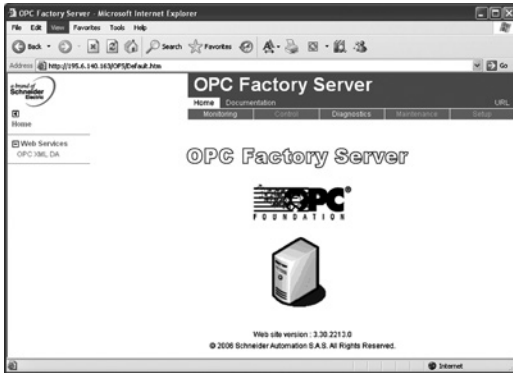 OPC Factory Server - Microsoft Internet Explorer
File Edit View Favorites Tools Help
Back Search Favorites
Address http://195.6.140.163/OFS/Default.htm Go
a brand of
Schneider
Electric
OPC Factory Server
Home Documentation URL
Monitoring Control Diagnostics Maintenance Setup
Home
Web Services
OPC XML DA
OPC Factory Server
OPC
FOUNDATION
Web site version : 3.30.2213.0
© 2006 Schneider Automation S.A.S. All Rights Reserved.
Internet